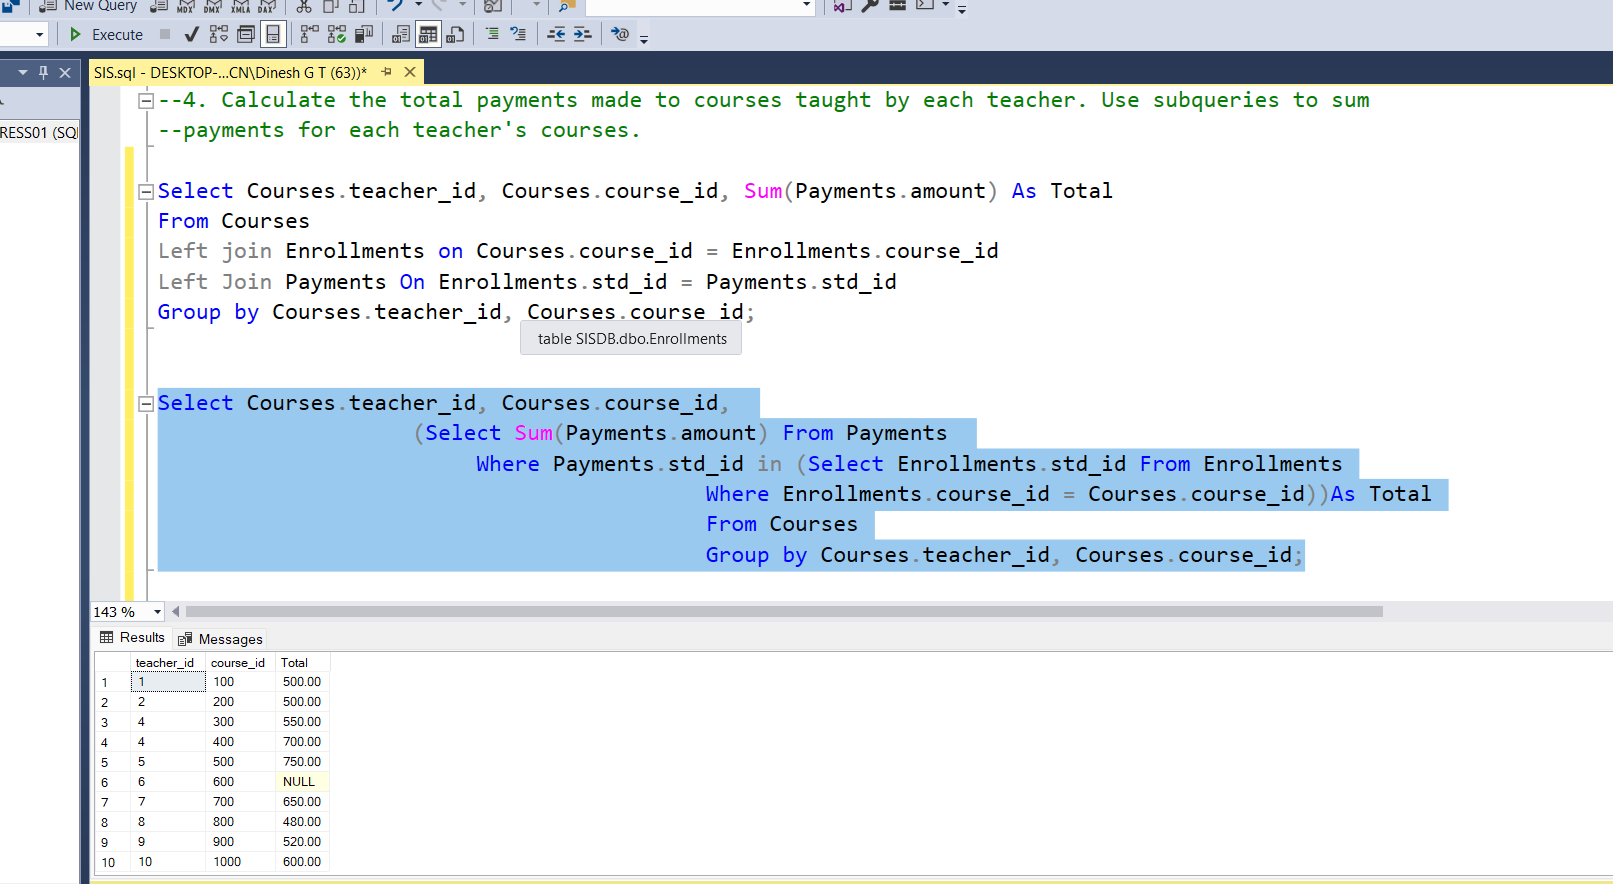 New Query MDX DMX XMLA DAX
Execute
SIS.sql - DESKTOP-...CN\Dinesh G T (63))*
RESS01 (SQL
--4. Calculate the total payments made to courses taught by each teacher. Use subqueries to sum
--payments for each teacher's courses.
Select Courses.teacher_id, Courses.course_id, Sum(Payments.amount) As Total
From Courses
Left join Enrollments on Courses.course_id = Enrollments.course_id
Left Join Payments On Enrollments.std_id = Payments.std_id
Group by Courses.teacher_id, Courses.course_id;
table SISDB.dbo.Enrollments
Select Courses.teacher_id, Courses.course_id,
(Select Sum(Payments.amount) From Payments
Where Payments.std_id in (Select Enrollments.std_id From Enrollments
Where Enrollments.course_id = Courses.course_id))As Total
From Courses
Group by Courses.teacher_id, Courses.course_id;
143 %
Results Messages
teacher_id course_id Total
1 1 100 500.00
2 2 200 500.00
3 4 300 550.00
4 4 400 700.00
5 5 500 750.00
6 6 600 NULL
7 7 700 650.00
8 8 800 480.00
9 9 900 520.00
10 10 1000 600.00